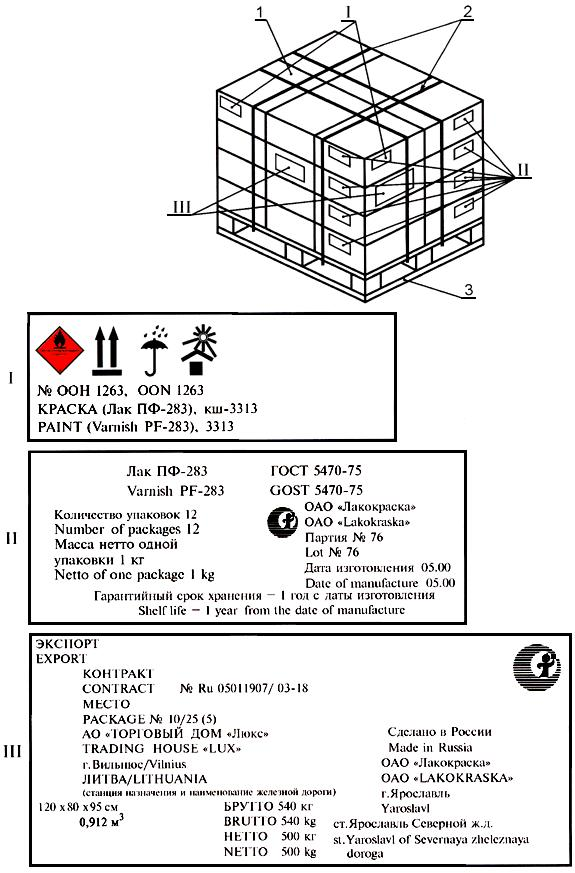 1
I
2
II
III
3
I
№ ООН 1263, OON 1263
КРАСКА (Лак ПФ-283), кш-3313
PAINT (Varnish PF-283), 3313
II
Лак ПФ-283 ГОСТ 5470-75
Varnish PF-283 GOST 5470-75
Количество упаковок 12
Number of packages 12
Масса нетто одной
упаковки 1 кг
Netto of one package 1 kg
ОАО «Лакокраска»
OAO «Lakokraska»
Партия № 76
Lot № 76
Дата изготовления 05.00
Date of manufacture 05.00
Гарантийный срок хранения − 1 год с даты изготовления
Shelf life − 1 year from the date of manufacture
III
ЭКСПОРТ
EXPORT
КОНТРАКТ
CONTRACT № Ru 05011907/ 03-18
МЕСТО
PACKAGE № 10/25 (5)
АО «ТОРГОВЫЙ ДОМ «Люкс»
TRADING HOUSE «LUX»
г.Вильнюс/Vilnius
ЛИТВА/LITHUANIA
(станция назначения и наименование железной дороги)
120 х 80 х 95 см
0,912 м³
БРУТТО 540 кг
BRUTTO 540 kg
НЕТТО 500 кг
NETTO 500 kg
Сделано в России
Made in Russia
ОАО «Лакокраска»
ОАО «LAKOKRASKA»
г.Ярославль
Yaroslavl
ст.Ярославль Северной ж.д.
st.Yaroslavl of Severnaya zheleznaya
doroga